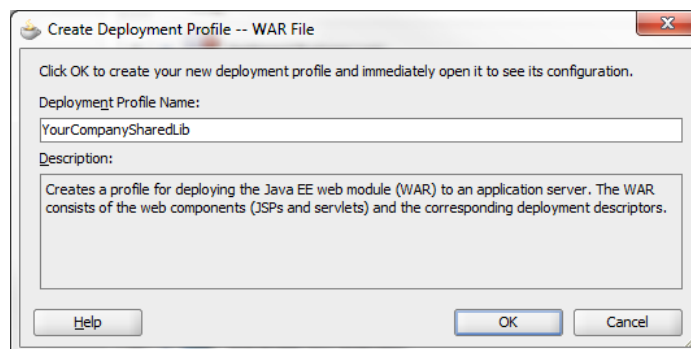 Create Deployment Profile -- WAR File
Click OK to create your new deployment profile and immediately open it to see its configuration.
Deployment Profile Name:
YourCompanySharedLib
Description:
Creates a profile for deploying the Java EE web module (WAR) to an application server. The WAR
consists of the web components (JSPs and servlets) and the corresponding deployment descriptors.
Help
OK
Cancel